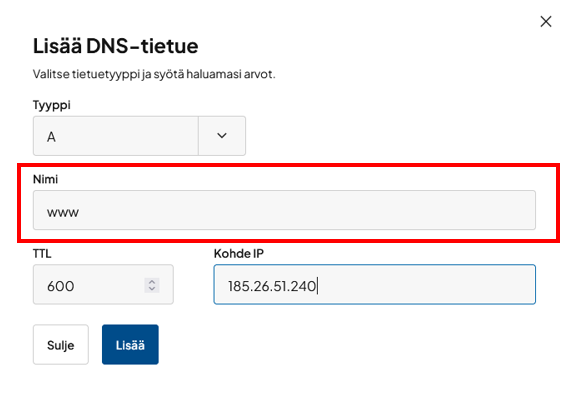 Lisää DNS-tietue
Valitse tietuetyyppi ja syötä haluamasi arvot.
Tyyppi
A
Nimi
www
TTL
Kohde IP
600
185.26.51.240
Sulje
Lisää